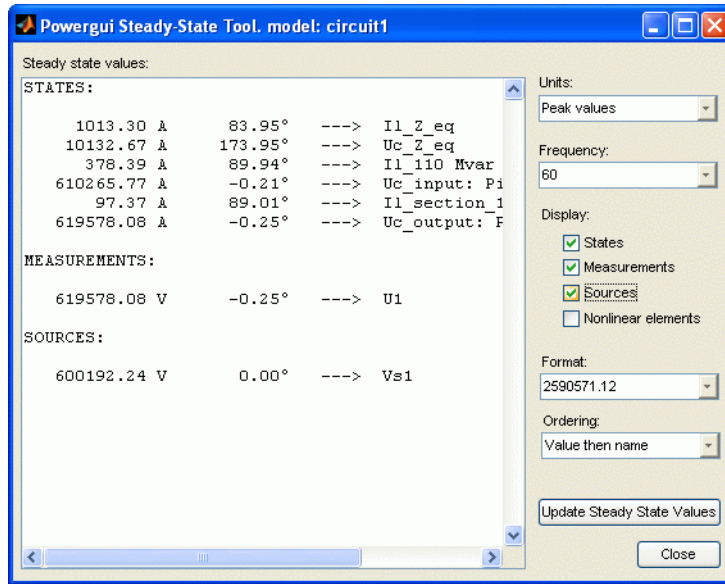 Powergui Steady-State Tool. model: circuit1
Steady state values:
STATES:
1013.30 A 83.95° ---> Il_Z_eq
10132.67 A 173.95° ---> Uc_Z_eq
378.39 A 89.94° ---> Il_110 Mvar
610265.77 A -0.21° ---> Uc_input: Pi
97.37 A 89.01° ---> Il_section_1
619578.08 A -0.25° ---> Uc_output: P
MEASUREMENTS:
619578.08 V -0.25° ---> U1
SOURCES:
600192.24 V 0.00° ---> Vs1
Units:
Peak values
Frequency:
60
Display:
States
Measurements
Sources
Nonlinear elements
Format:
2590571.12
Ordering:
Value then name
Update Steady State Values
Close